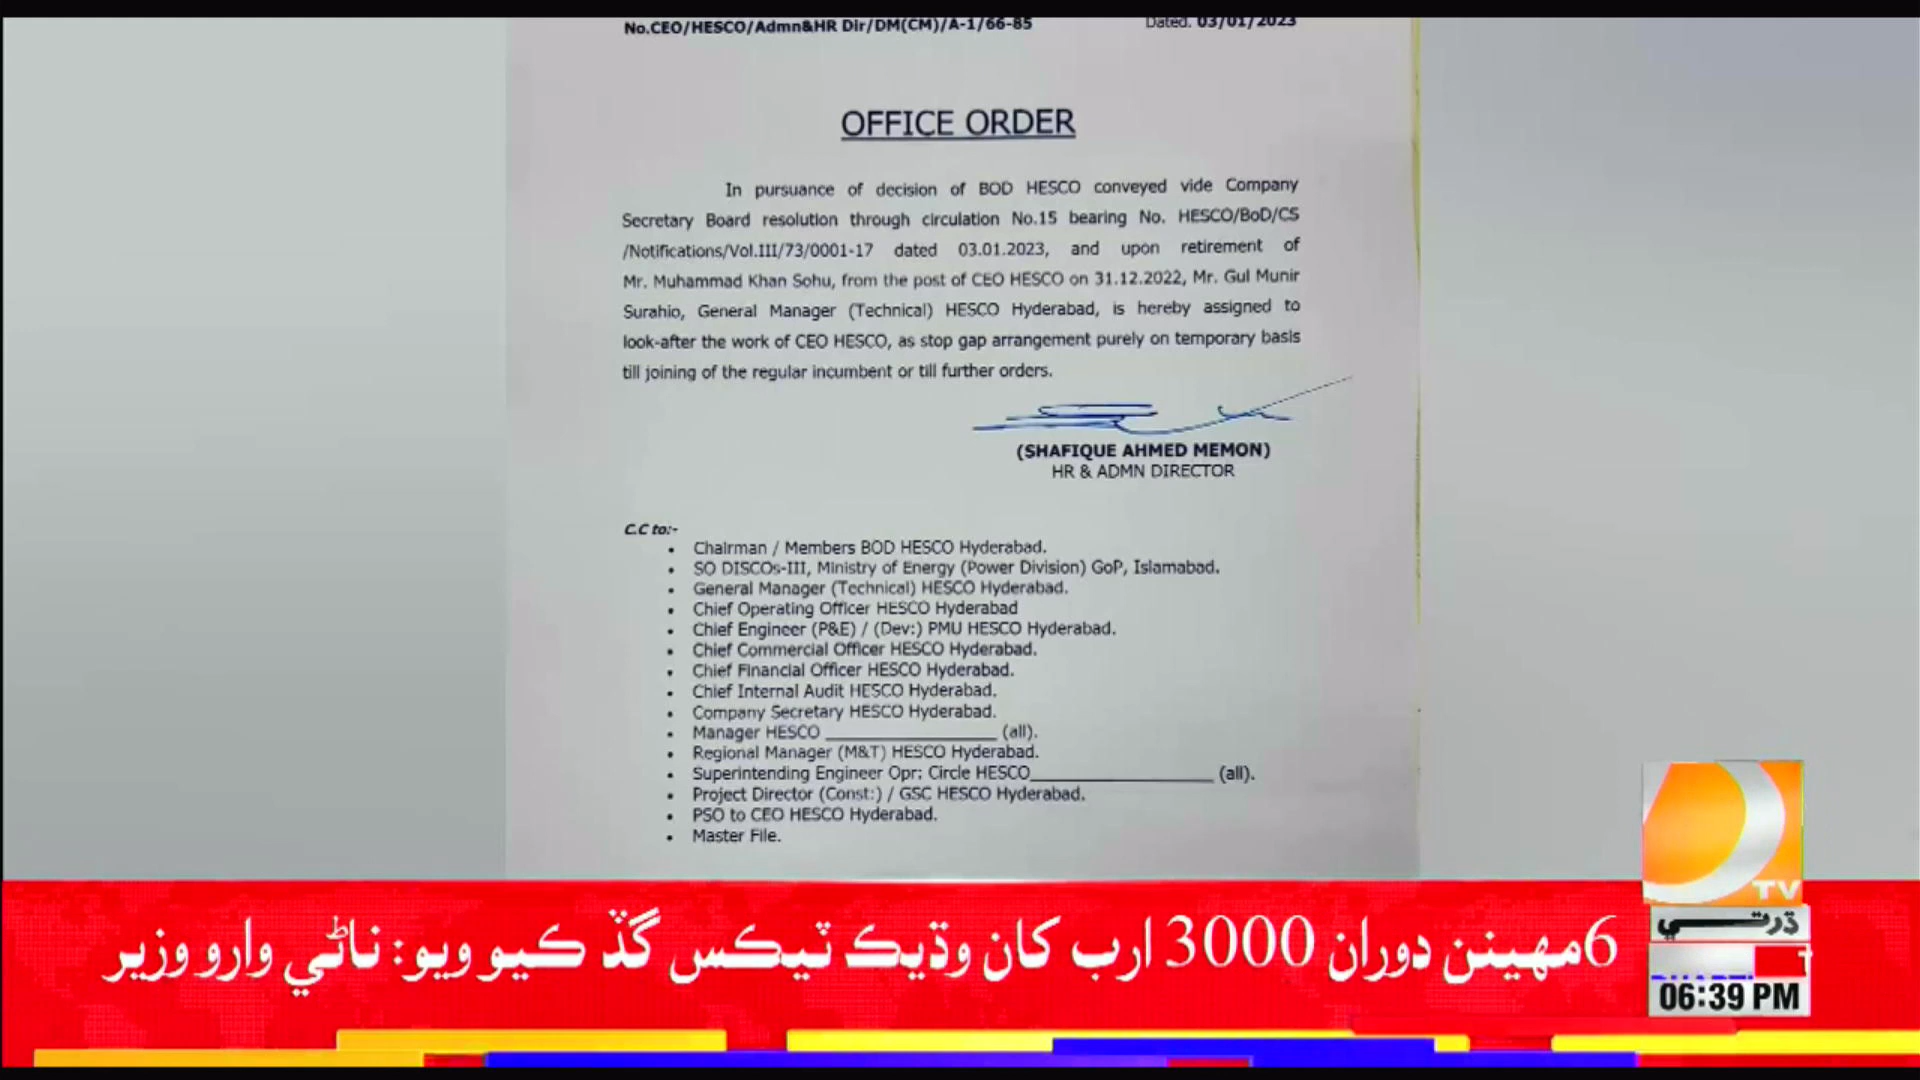 No.CEO/HESCO/Admn&HR Dir/DM(CM)/A-1/66-85
Dated. 03/01/2023
OFFICE ORDER
In pursuance of decision of BOD HESCO conveyed vide Company
Secretary Board resolution through circulation No.15 bearing No. HESCO/BoD/CS
/Notifications/Vol.III/73/0001-17 dated 03.01.2023, and upon retirement of
Mr. Muhammad Khan Sohu, from the post of CEO HESCO on 31.12.2022, Mr. Gul Munir
Surahio, General Manager (Technical) HESCO Hyderabad, is hereby assigned to
look-after the work of CEO HESCO, as stop gap arrangement purely on temporary basis
till joining of the regular incumbent or till further orders.
(SHAFIQUE AHMED MEMON)
HR & ADMN DIRECTOR
C.C to:-
• Chairman / Members BOD HESCO Hyderabad.
• SO DISCOs-III, Ministry of Energy (Power Division) GoP, Islamabad.
• General Manager (Technical) HESCO Hyderabad.
• Chief Operating Officer HESCO Hyderabad
• Chief Engineer (P&E) / (Dev:) PMU HESCO Hyderabad.
• Chief Commercial Officer HESCO Hyderabad.
• Chief Financial Officer HESCO Hyderabad.
• Chief Internal Audit HESCO Hyderabad.
• Company Secretary HESCO Hyderabad.
• Manager HESCO ____________________ (all).
• Regional Manager (M&T) HESCO Hyderabad.
• Superintending Engineer Opr: Circle HESCO_____________________ (all).
• Project Director (Const:) / GSC HESCO Hyderabad.
• PSO to CEO HESCO Hyderabad.
• Master File.
TV
ڌرتي
6مهينن دوران 3000 ارب کان وڌيڪ ٽيڪس گڏ ڪيو ويو: ناڻي وارو وزير
06:39 PM